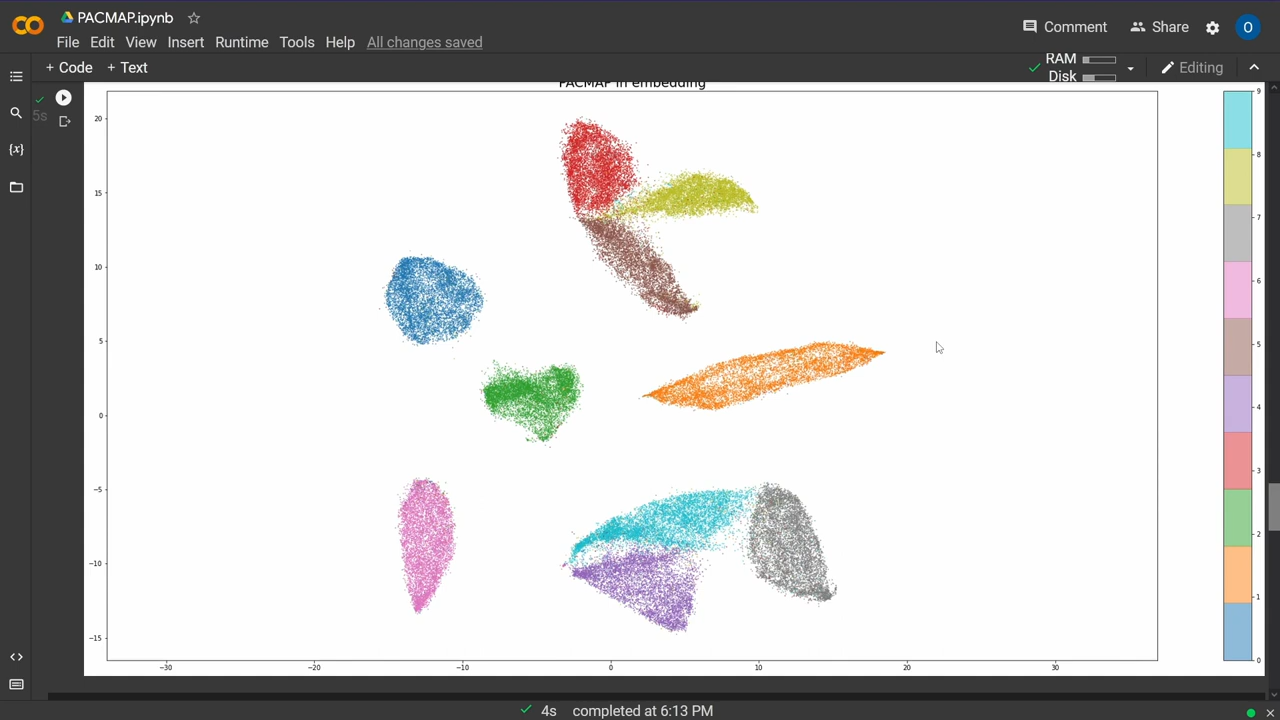 PACMAP.ipynb
Comment
Share
O
File Edit View Insert Runtime Tools Help All changes saved
+ Code + Text
RAM
Disk
Editing
5s
{x}
PACMAP in embedding
20
15
10
5
0
−5
−10
−15
−30 −20 −10 0 10 20 30
9
8
7
6
5
4
3
2
1
0
4s completed at 6:13 PM